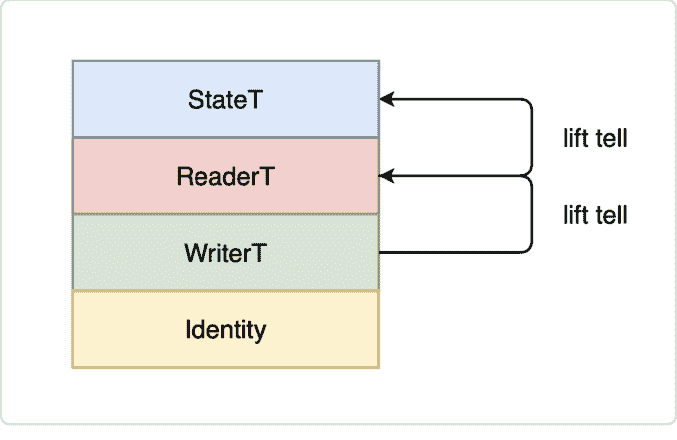 StateT
lift tell
ReaderT
lift tell
WriterT
Identity